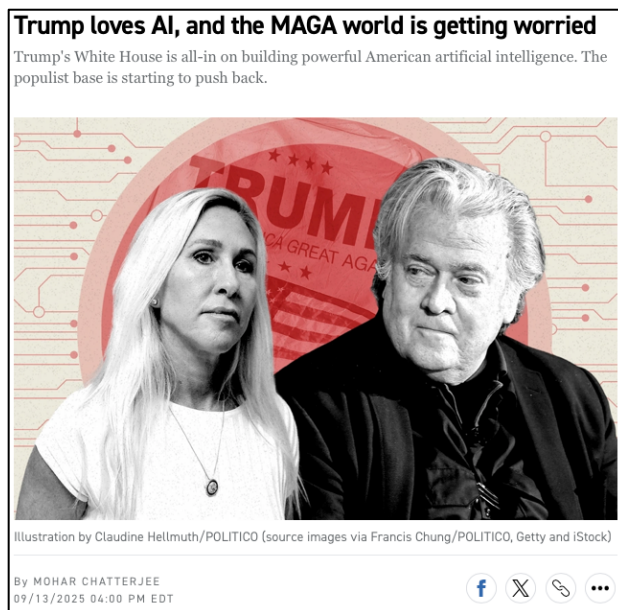 Trump loves AI, and the MAGA world is getting worried
Trump's White House is all-in on building powerful American artificial intelligence. The
populist base is starting to push back.
TRUMP
GREAT AGA
Illustration by Claudine Hellmuth/POLITICO (source images via Francis Chung/POLITICO, Getty and iStock)
By MOHAR CHATTERJEE
09/13/2025 04:00 PM EDT